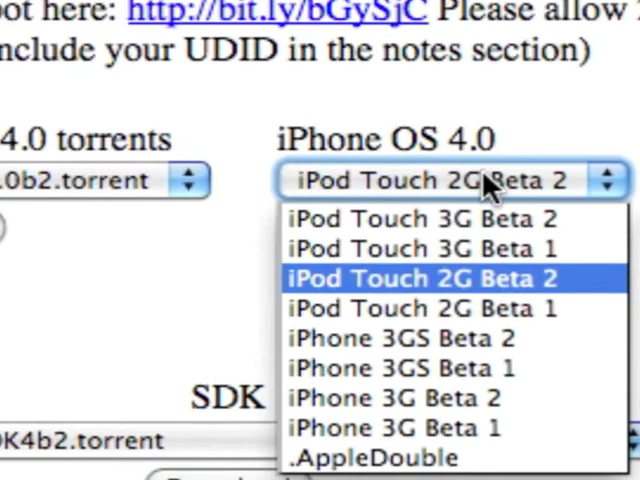 oot here: http://bit.ly/bGySjC Please allow
nclude your UDID in the notes section)
4.0 torrents
iPhone OS 4.0
.0b2.torrent
iPod Touch 2G Beta 2
iPod Touch 3G Beta 2
iPod Touch 3G Beta 1
iPod Touch 2G Beta 2
iPod Touch 2G Beta 1
iPhone 3GS Beta 2
iPhone 3GS Beta 1
iPhone 3G Beta 2
iPhone 3G Beta 1
.AppleDouble
SDK
K4b2.torrent